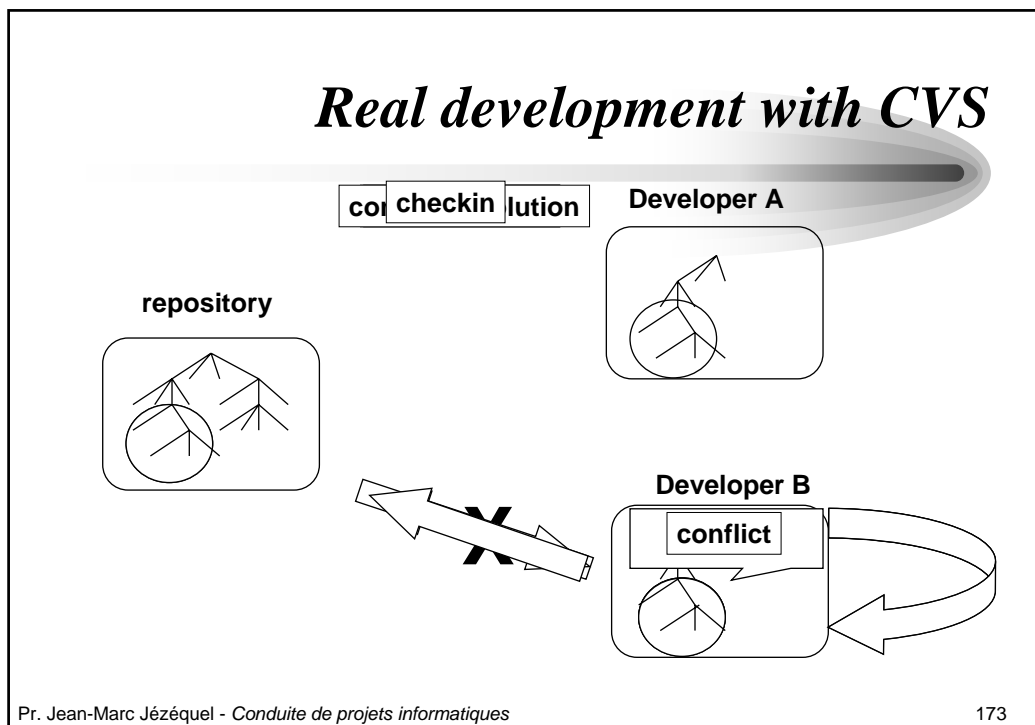 Real development with CVS
checkin
Developer A
repository
Developer B
conflict
X
Pr. Jean-Marc Jézéquel - Conduite de projets informatiques
173